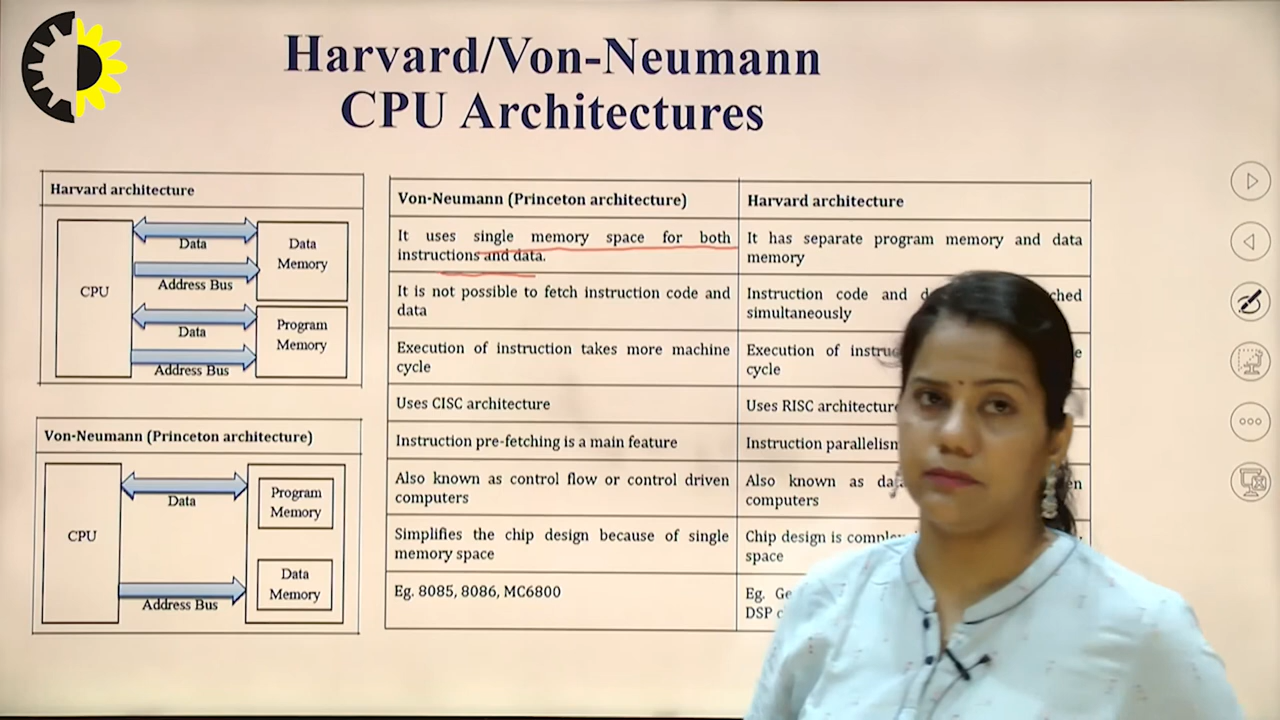 Harvard/Von-Neumann
CPU Architectures
Harvard architecture
CPU
Data
Address Bus
Data
Address Bus
Data
Memory
Program
Memory
Von-Neumann (Princeton architecture)
CPU
Data
Address Bus
Program
Memory
Data
Memory
Von-Neumann (Princeton architecture)
Harvard architecture
It uses single memory space for both
instructions and data.
It has separate program memory and data
memory
It is not possible to fetch instruction code and
data
Instruction code and
simultaneously
Execution of instruction takes more machine
cycle
Execution of
cycle
Uses CISC architecture
Uses RISC architecture
Instruction pre-fetching is a main feature
Instruction parallelism
Also known as control flow or control driven
computers
Also known as
computers
Simplifies the chip design because of single
memory space
Chip design is
space
Eg. 8085, 8086, MC6800
Eg.
DSP